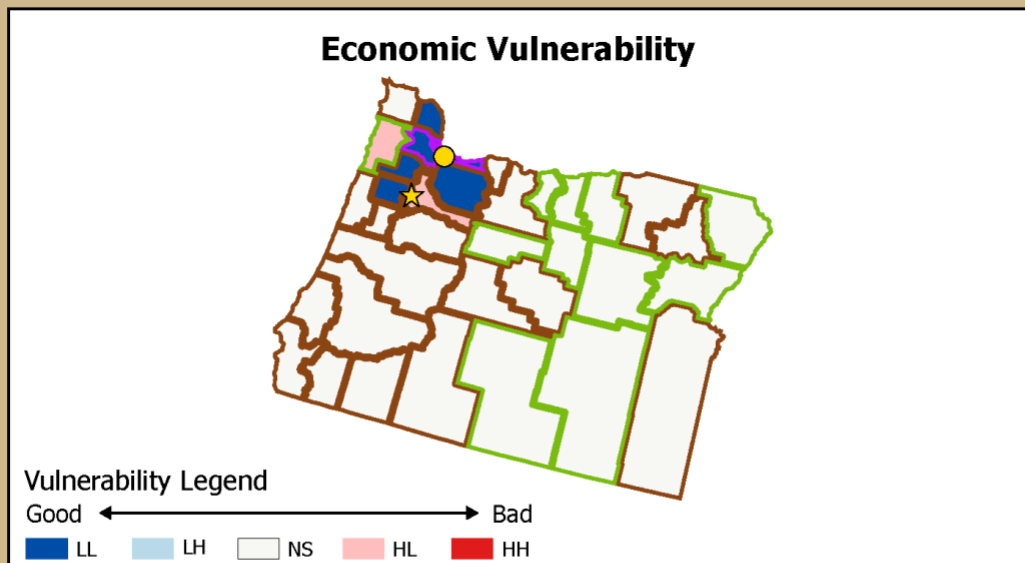 Economic Vulnerability
Vulnerability Legend
Good Bad
LL LH NS HL HH